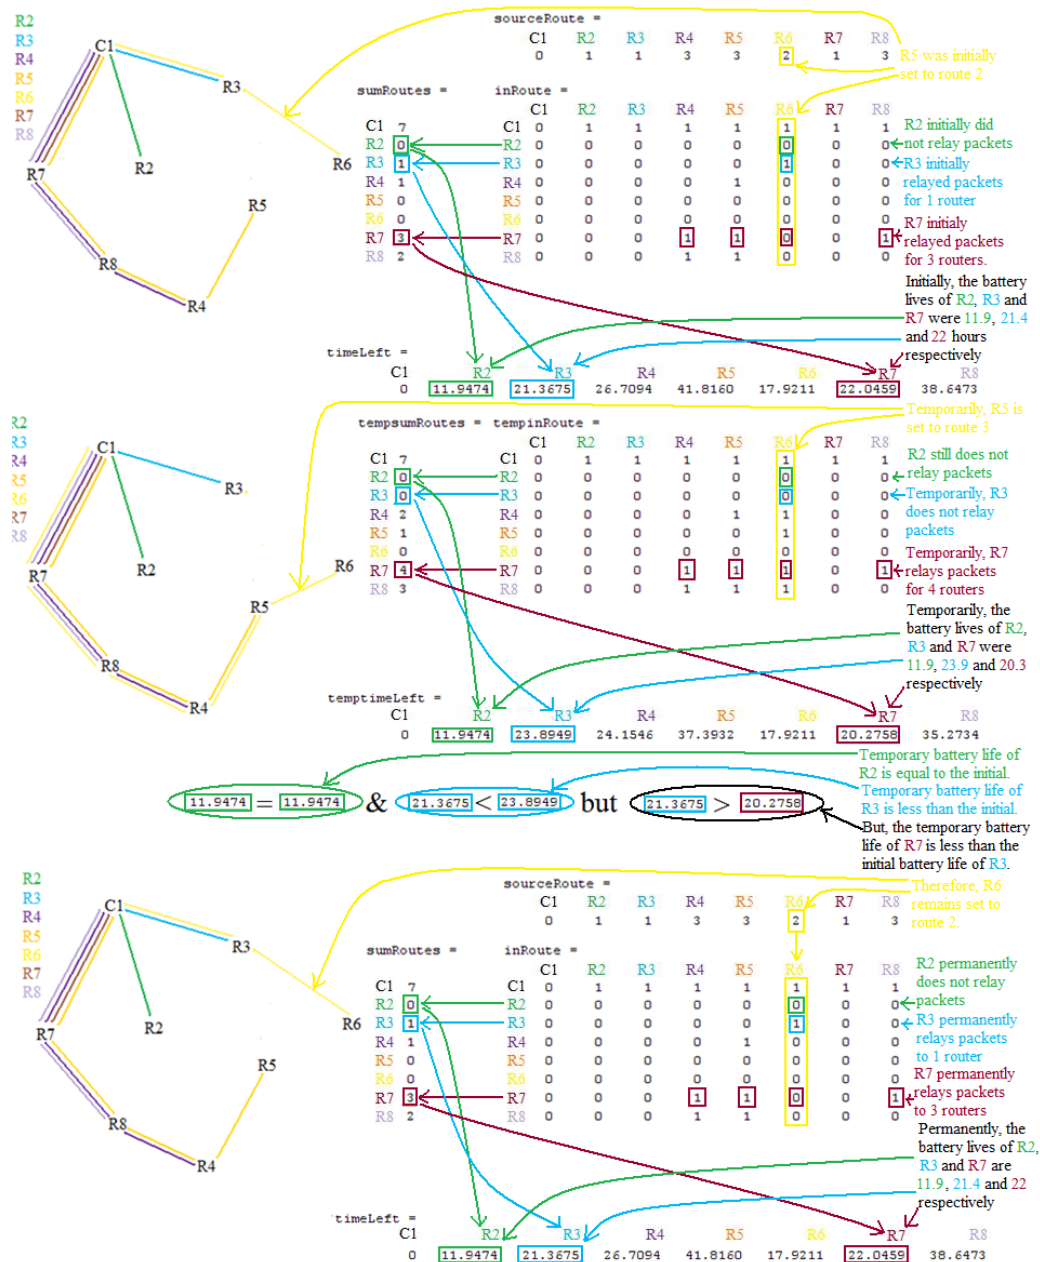 sourceRoute =
R2
R3
R4
R5
R6
R7
R8
C1
R3
R6
R2
R7
R5
R8
R4
C1 R2 R3 R4 R5 R6 R7 R8
0 1 1 3 3 2 1 3
R5 was initially
set to route 2
sumRoutes = inRoute =
C1 R2 R3 R4 R5 R6 R7 R8
C1 7 C1 0 1 1 1 1 1 1 1
R2 0 R2 0 0 0 0 0 0 0 0
R3 1 R3 0 0 0 0 0 1 0 0
R4 1 R4 0 0 0 0 1 0 0 0
R5 0 R5 0 0 0 0 0 0 0 0
R6 0 R6 0 0 0 0 0 0 0 0
R7 3 R7 0 0 0 1 1 0 0 1
R8 2 R8 0 0 0 1 1 0 0 0
R2 initially did
not relay packets
R3 initially
relayed packets
for 1 router
R7 initialy
relayed packets
for 3 routers.
Initially, the battery
lives of R2, R3 and
R7 were 11.9, 21.4
and 22 hours
respectively
timeLeft =
C1 R2 R3 R4 R5 R6 R7 R8
0 11.9474 21.3675 26.7094 41.8160 17.9211 22.0459 38.6473
R2
R3
R4
R5
R6
R7
R8
C1
R3
R2
R6
R7
R5
R8
R4
Temporarily, R5 is
set to route 3
tempsumRoutes = tempinRoute =
C1 R2 R3 R4 R5 R6 R7 R8
C1 7 C1 0 1 1 1 1 1 1 1
R2 0 R2 0 0 0 0 0 0 0 0
R3 0 R3 0 0 0 0 0 0 0 0
R4 2 R4 0 0 0 0 1 1 0 0
R5 1 R5 0 0 0 0 0 1 0 0
R6 0 R6 0 0 0 0 0 0 0 0
R7 4 R7 0 0 0 1 1 1 0 1
R8 3 R8 0 0 0 1 1 1 0 0
R2 still does not
relay packets
Temporarily, R3
does not relay
packets
Temporarily, R7
relays packets
for 4 routers
Temporarily, the
battery lives of R2,
R3 and R7 were
11.9, 23.9 and 20.3
respectively
temptimeLeft =
C1 R2 R3 R4 R5 R6 R7 R8
0 11.9474 23.8949 24.1546 37.3932 17.9211 20.2758 35.2734
11.9474 = 11.9474 & 21.3675 < 23.8949 but 21.3675 > 20.2758
Temporary battery life of
R2 is equal to the initial.
Temporary battery life of
R3 is less than the initial.
But, the temporary battery
life of R7 is less than the
initial battery life of R3.
R2
R3
R4
R5
R6
R7
R8
C1
R3
R6
R2
R7
R5
R8
R4
sourceRoute =
C1 R2 R3 R4 R5 R6 R7 R8
0 1 1 3 3 2 1 3
Therefore, R6
remains set to
route 2.
sumRoutes = inRoute =
C1 R2 R3 R4 R5 R6 R7 R8
C1 7 C1 0 1 1 1 1 1 1 1
R2 0 R2 0 0 0 0 0 0 0 0
R3 1 R3 0 0 0 0 0 1 0 0
R4 1 R4 0 0 0 0 1 0 0 0
R5 0 R5 0 0 0 0 0 0 0 0
R6 0 R6 0 0 0 0 0 0 0 0
R7 3 R7 0 0 0 1 1 0 0 1
R8 2 R8 0 0 0 1 1 0 0 0
R2 permanently
does not relay
packets
R3 permanently
relays packets
to 1 router
R7 permanently
relays packets
to 3 routers
Permanently, the
battery lives of R2,
R3 and R7 are
11.9, 21.4 and 22
respectively
timeLeft =
C1 R2 R3 R4 R5 R6 R7 R8
0 11.9474 21.3675 26.7094 41.8160 17.9211 22.0459 38.6473